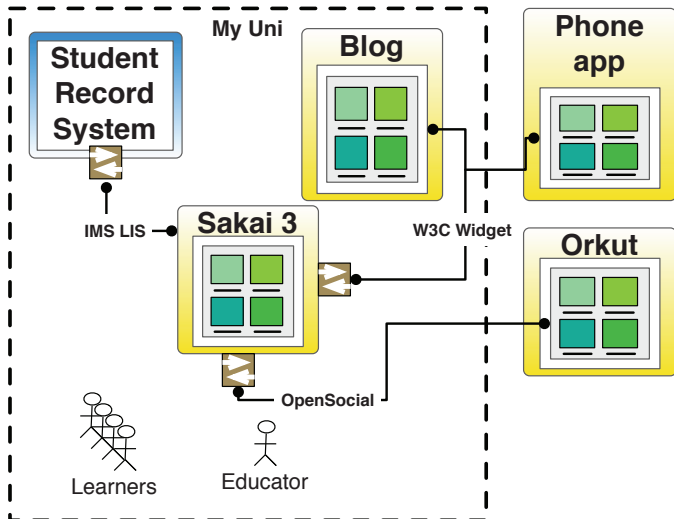 My Uni
Student
Record
System
Blog
Phone
app
IMS LIS
Sakai 3
W3C Widget
Orkut
OpenSocial
Learners
Educator